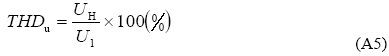 THD_u = U_H / U_1 × 100(%)
(A5)